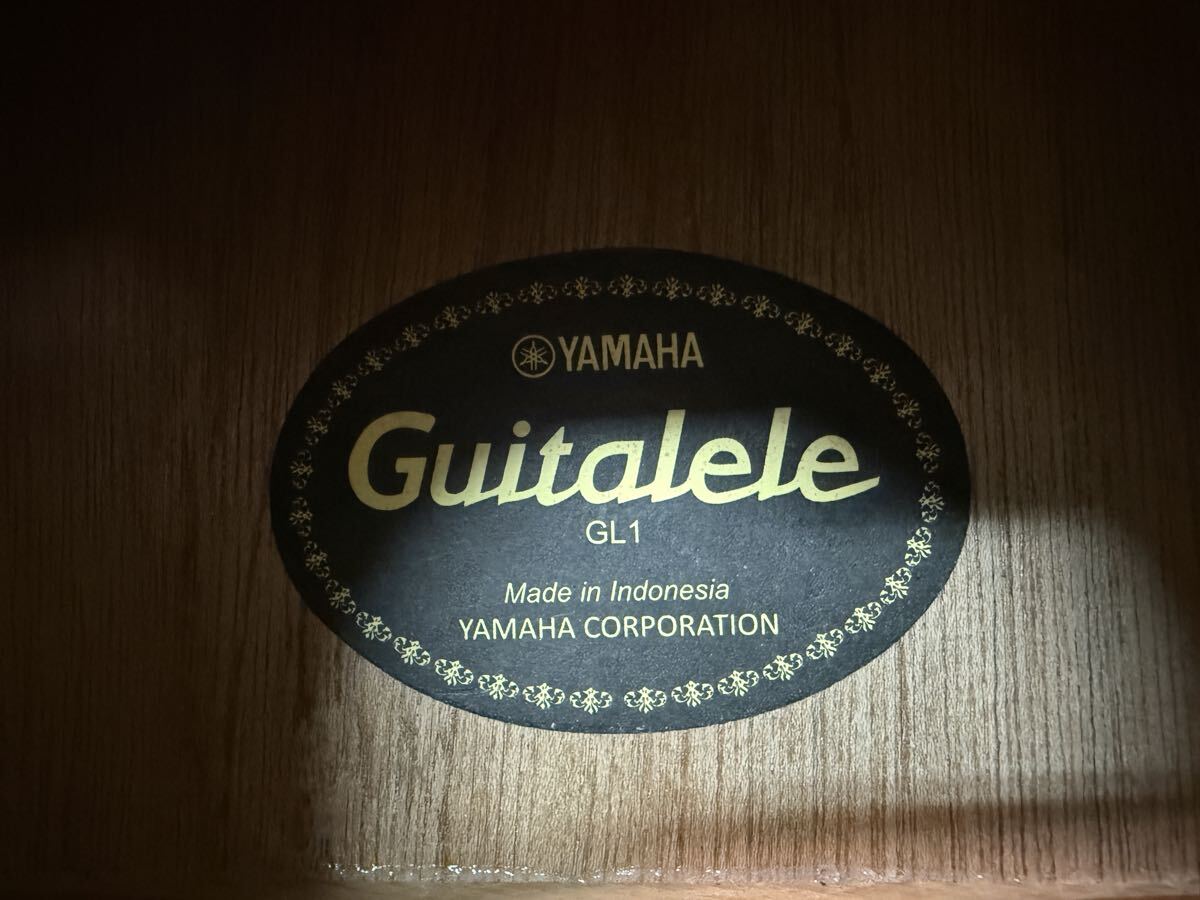 YAMAHA
Guitalele
GL1
Made in Indonesia
YAMAHA CORPORATION